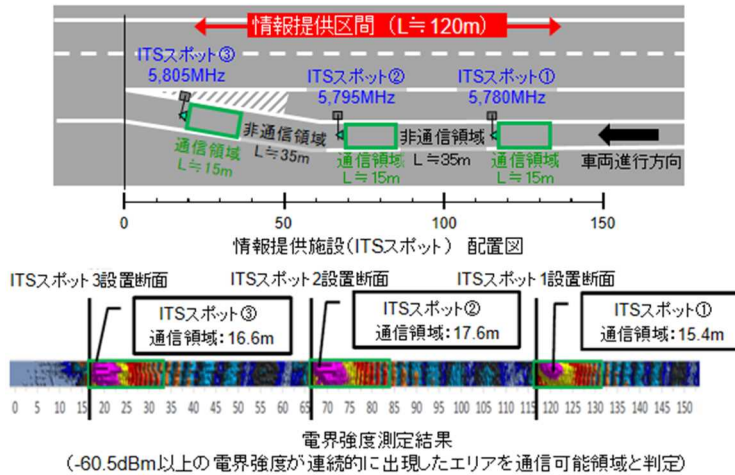 情報提供区間(L≒120m)
ITSスポット③
5,805MHz
ITSスポット②
5,795MHz
ITSスポット①
5,780MHz
通信領域
L≒15m
非通信領域
L≒35m
通信領域
L≒15m
非通信領域
L≒35m
通信領域
L≒15m
車両進行方向
0 50 100 150
情報提供施設(ITSスポット) 配置図
ITSスポット3設置断面 ITSスポット2設置断面 ITSスポット1設置断面
ITSスポット③
通信領域:16.6m
ITSスポット②
通信領域:17.6m
ITSスポット①
通信領域:15.4m
0 5 10 15 20 25 30 35 40 45 50 55 60 65 70 75 80 85 90 95 100 105 110 115 120 125 130 135 140 145 150
電界強度測定結果
(-60.5dBm以上の電界強度が連続的に出現したエリアを通信可能領域と判定)